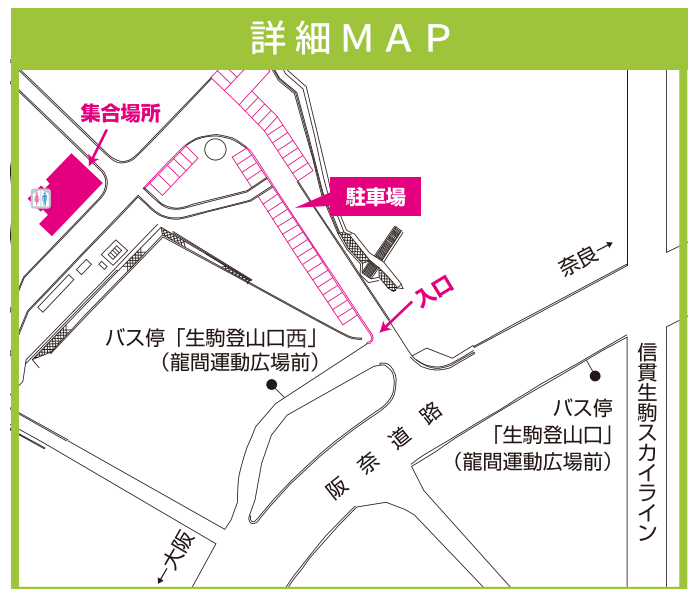 詳細MAP
集合場所
駐車場
奈良
入口
バス停「生駒登山口西」
（龍間運動広場前）
信貴生駒スカイライン
バス停
「生駒登山口」
（龍間運動広場前）
阪奈道路
大阪